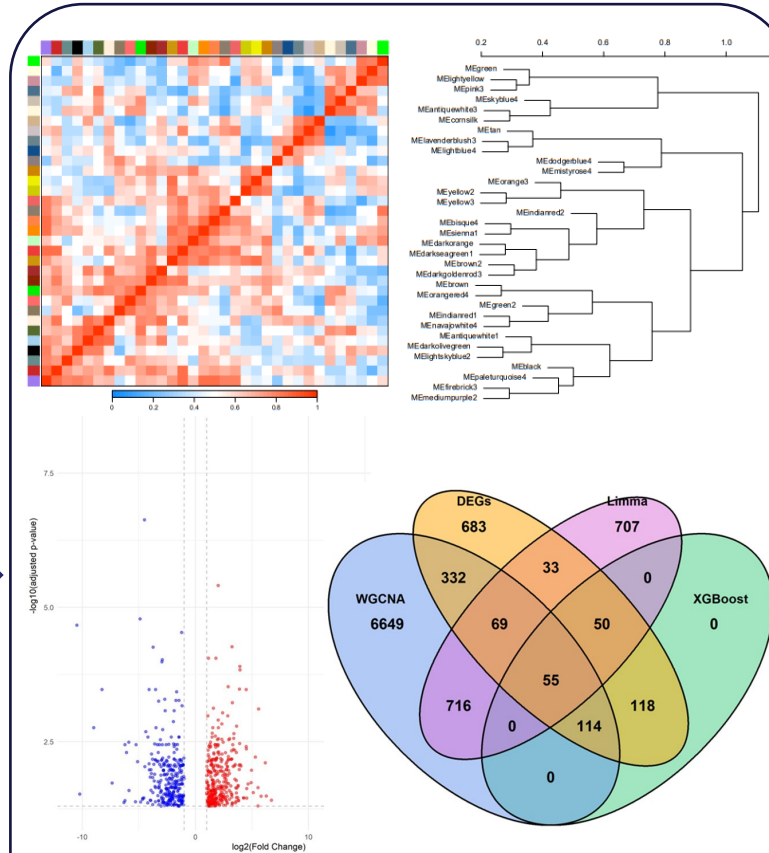 0.2 0.4 0.6 0.8 1.0
MEgreen
MElightyellow
MEpink3
MEskyblue4
MEantiquewhite3
MEcornsilk
MEtan
MElavenderblush3
MElightblue4
MEdodgerblue4
MEmistyrose4
MEorange3
MEyellow2
MEyellow3
MEindianred2
MEbisque4
MEsienna1
MEdarkorange
MEdarkseagreen1
MEbrown2
MEdarkgoldenrod3
MEbrown
MEorangered4
MEgreen2
MEindianred1
MEnavajowhite4
MEantiquewhite1
MEdarkolivegreen
MElightskyblue2
MEblack
MEpaleturquoise4
MEfirebrick3
MEmediumpurple2
0 0.2 0.4 0.6 0.8 1
-log10(adjusted p-value)
7.5
5.0
2.5
-10 0 10
log2(Fold Change)
DEGs Limma
683 707
33
332 0
WGCNA XGBoost
6649 69 50 0
55
716 118
0 114
0